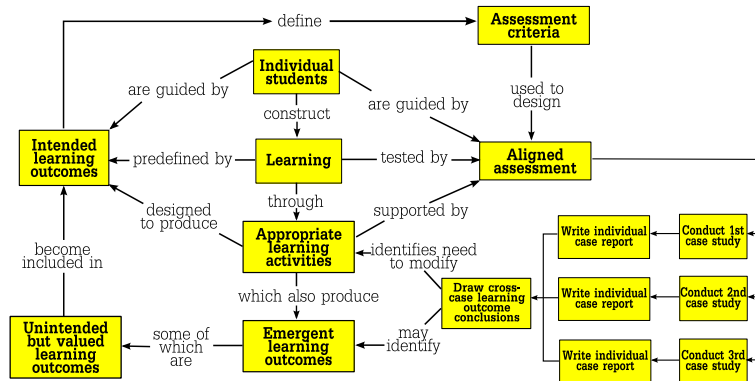 define
Assessment
criteria
Individual
students
are guided by
are guided by
used to
design
construct
Intended
learning
outcomes
predefined by
Learning
tested by
Aligned
assessment
through
designed
to produce
supported by
Appropriate
learning
activities
identifies need
to modify
Write individual
case report
Conduct 1st
case study
become
included in
which also produce
Draw cross-
case learning
outcome
conclusions
Write individual
case report
Conduct 2nd
case study
Unintended
but valued
learning
outcomes
some of
which
are
Emergent
learning
outcomes
may
identify
Write individual
case report
Conduct 3rd
case study